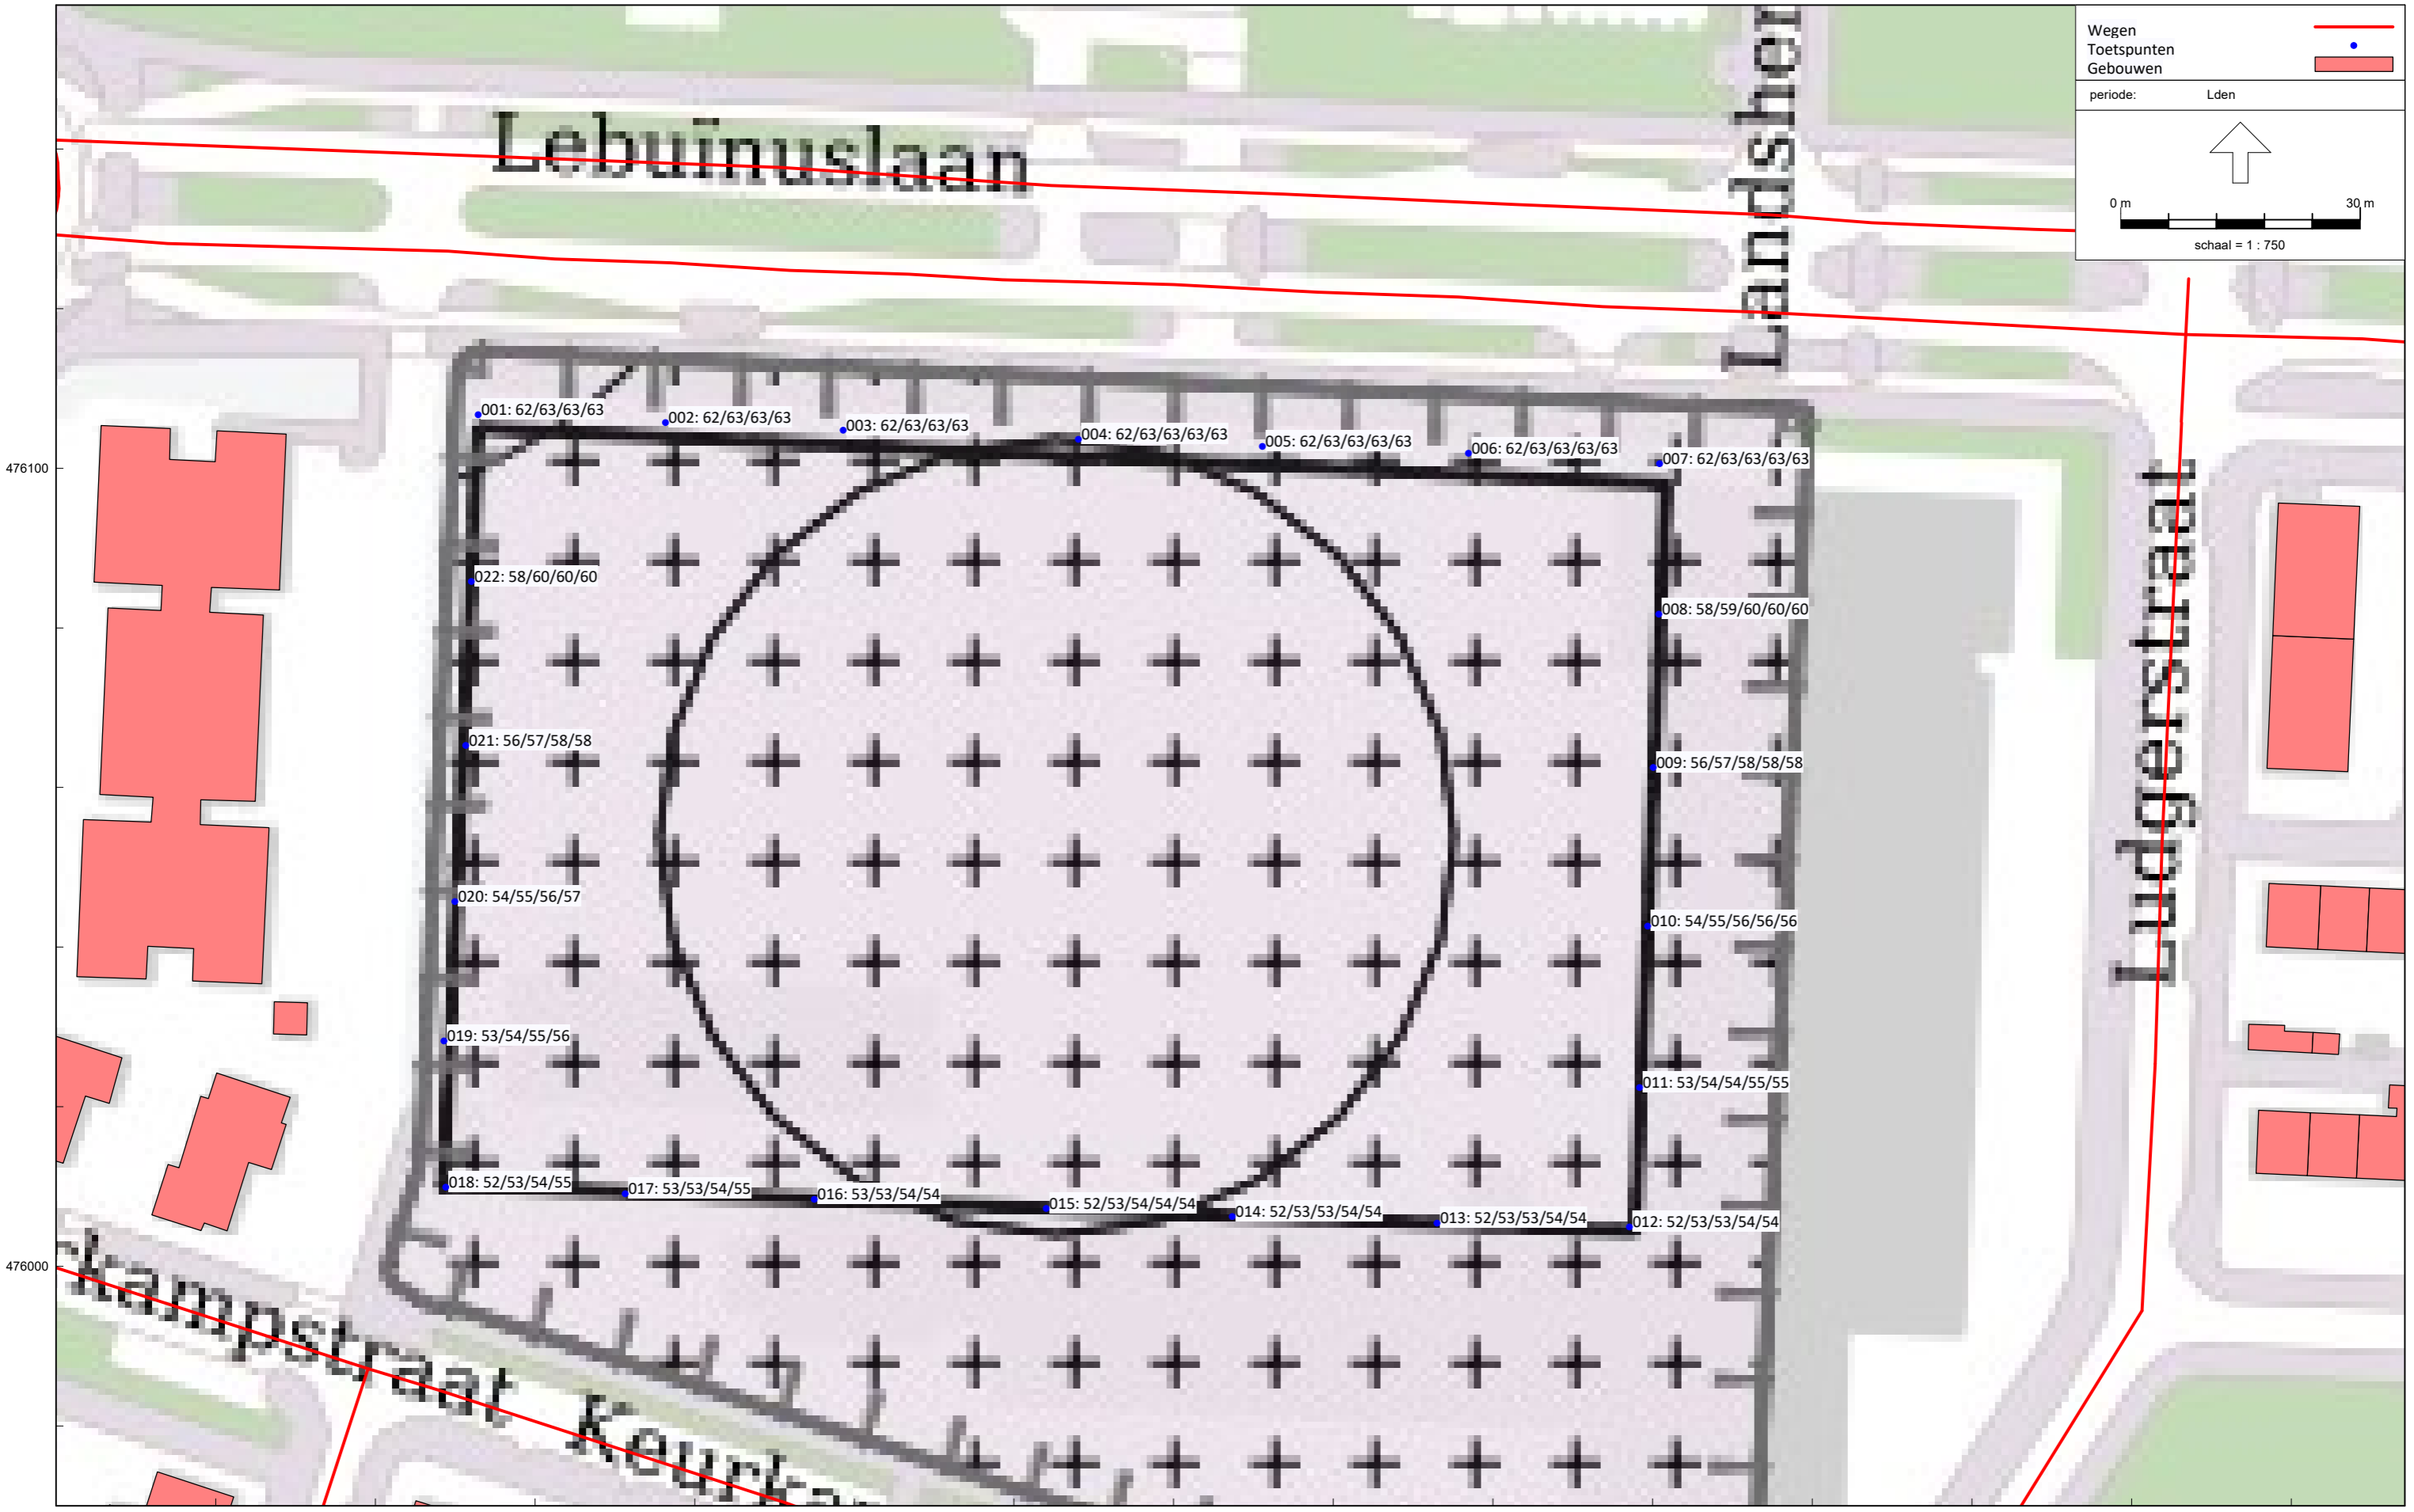 Wegen
Toetspunten
Gebouwen
periode: Lden
0 m 30 m
schaal = 1 : 750
Lebuïnuslaan
Landsher
001: 62/63/63/63
002: 62/63/63/63
003: 62/63/63/63
004: 62/63/63/63/63
005: 62/63/63/63/63
006: 62/63/63/63/63
007: 62/63/63/63/63
476100
022: 58/60/60/60
008: 58/59/60/60/60
021: 56/57/58/58
009: 56/57/58/58/58
Ludgerstraat
020: 54/55/56/57
010: 54/55/56/56/56
019: 53/54/55/56
011: 53/54/54/55/55
018: 52/53/54/55
017: 53/53/54/55
016: 53/53/54/54
015: 52/53/54/54/54
014: 52/53/53/54/54
013: 52/53/53/54/54
012: 52/53/53/54/54
476000
rkampstraat
Keurka